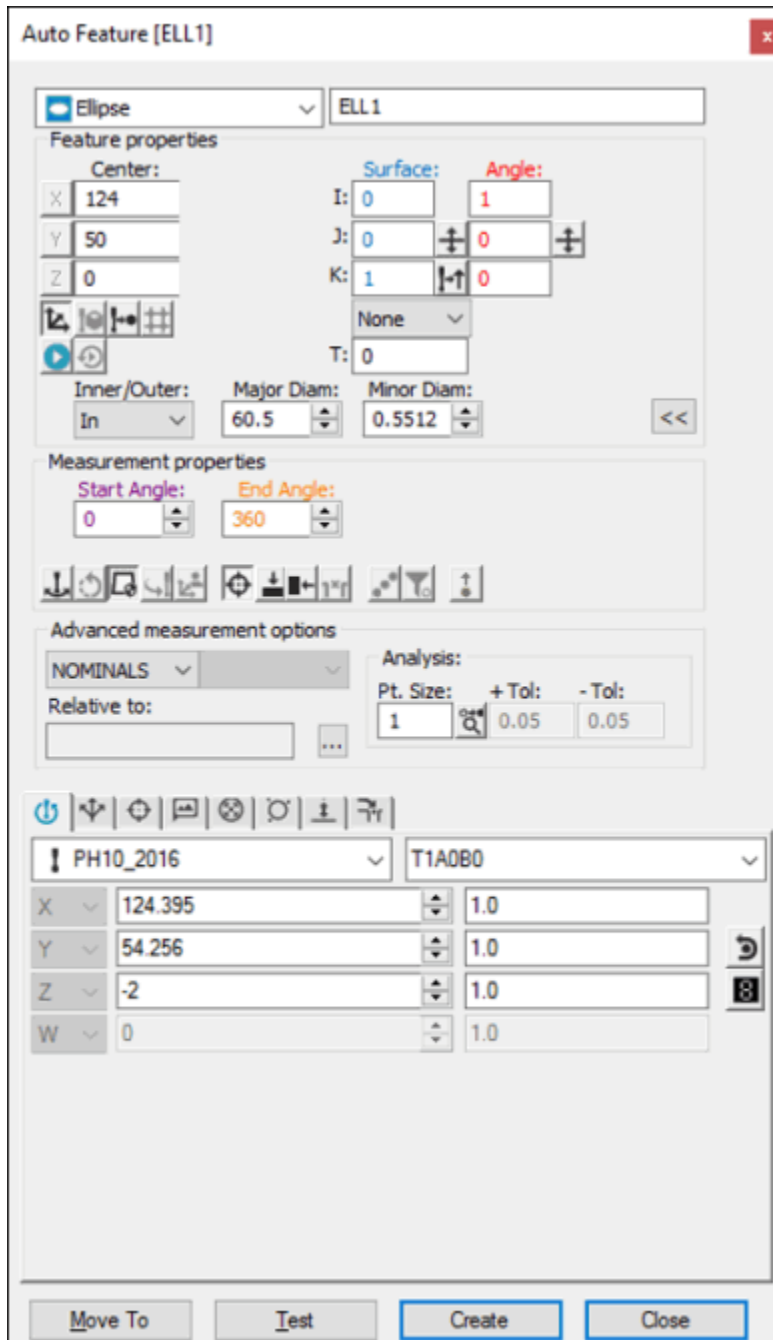 Auto Feature [ELL1]
x
Ellipse ELL1
Feature properties
Center: Surface: Angle:
X 124 I: 0 1
Y 50 J: 0 0
Z 0 K: 1 0
None
T: 0
Inner/Outer: Major Diam: Minor Diam:
In 60.5 0.5512 <<
Measurement properties
Start Angle: End Angle:
0 360
Advanced measurement options
NOMINALS Analysis:
Pt. Size: + Tol: - Tol:
Relative to: 1 0.05 0.05
...
PH10_2016 T1A0B0
X 124.395 1.0
Y 54.256 1.0
Z -2 1.0
W 0 1.0
Move To Test Create Close